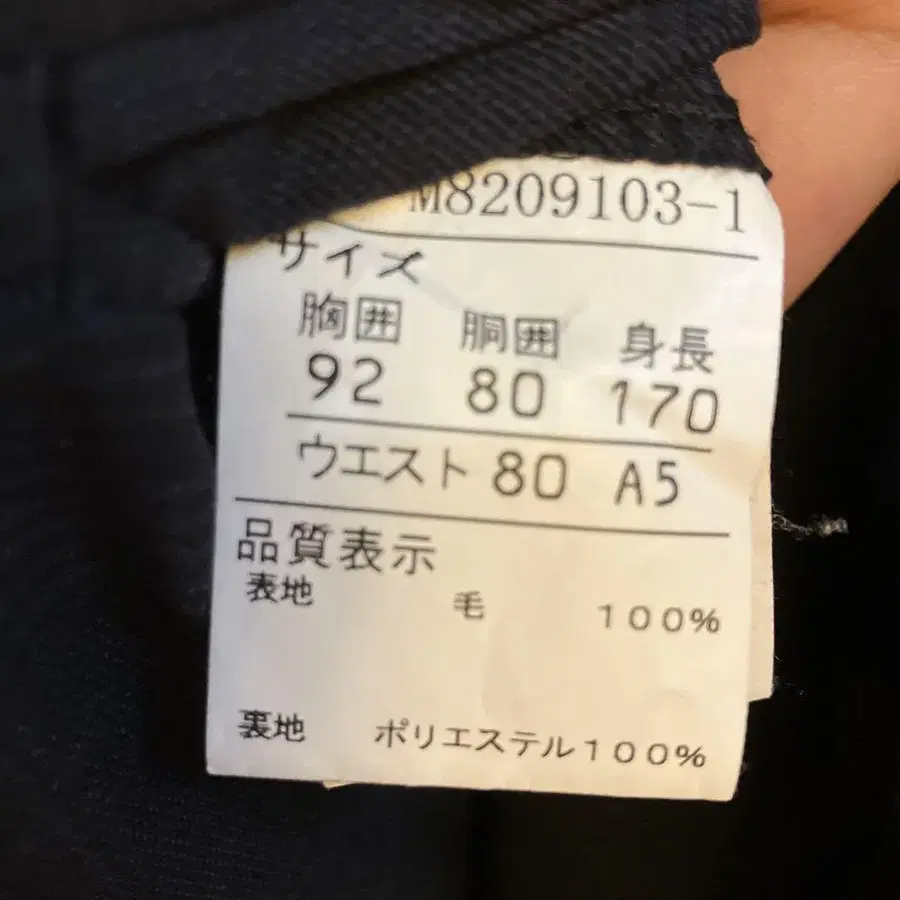 M8209103-1
サイズ
胸囲 胴囲 身長
92 80 170
ウエスト 80 A5
品質表示
表地 毛 100%
裏地 ポリエステル100%